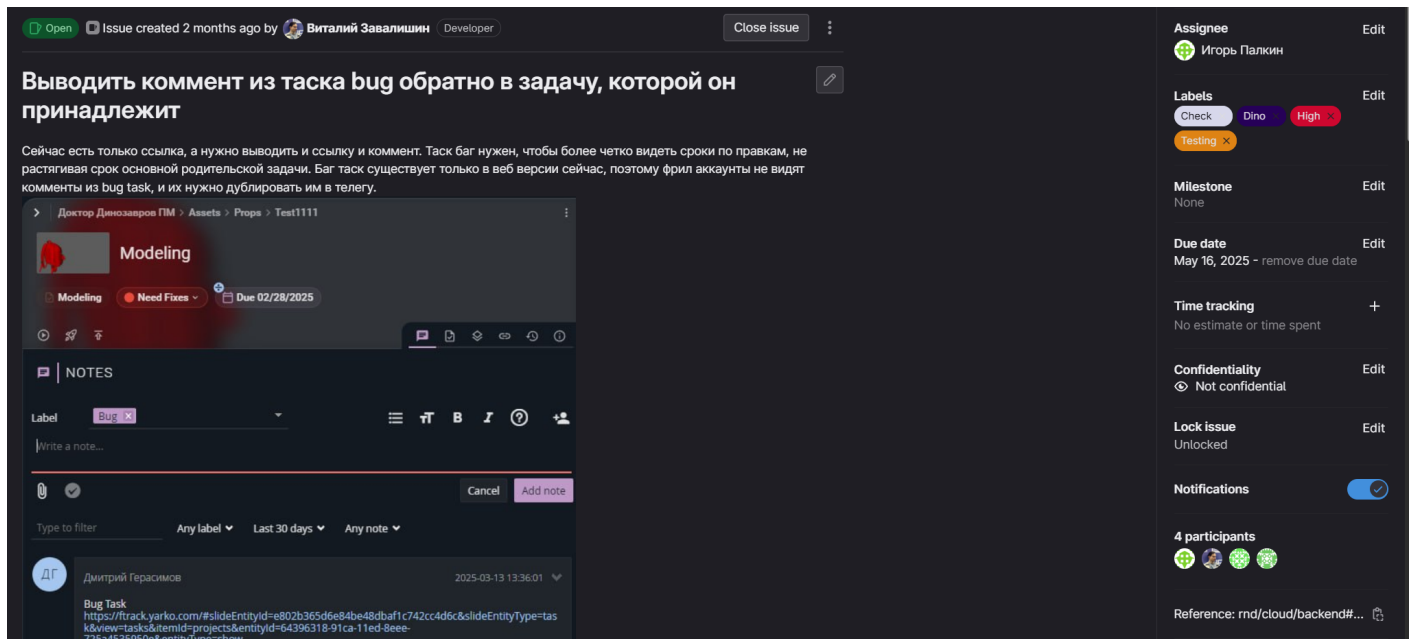 Open Issue created 2 months ago by Виталий Завалишин Developer
Close issue
Выводить коммент из таска bug обратно в задачу, которой он
принадлежит
Сейчас есть только ссылка, а нужно выводить и ссылку и коммент. Таск баг нужен, чтобы более четко видеть сроки по правкам, не
растягивая срок основной родительской задачи. Баг таск существует только в веб версии сейчас, поэтому фрил аккаунты не видят
комменты из bug task, и их нужно дублировать им в телегу.
Доктор Динозавров ПМ > Assets > Props > Test1111
Modeling
Modeling Need Fixes Due 02/28/2025
NOTES
Label Bug
B I
Write a note...
Cancel Add note
Type to filter Any label Last 30 days Any note
ДГ Дмитрий Герасимов 2025-03-13 13:36:01
Bug Task
https://ftrack.yarko.com/#slideEntityId=e802b365d6e84be48dbaf1c742cc4d6c&slideEntityType=tas
k&view=tasks&itemId=projects&entityId=64396318-91ca-11ed-8eee-
Assignee Edit
Игорь Палкин
Labels Edit
Check Dino High
Testing
Milestone Edit
None
Due date Edit
May 16, 2025 - remove due date
Time tracking +
No estimate or time spent
Confidentiality Edit
Not confidential
Lock issue Edit
Unlocked
Notifications
4 participants
Reference: rnd/cloud/backend#...